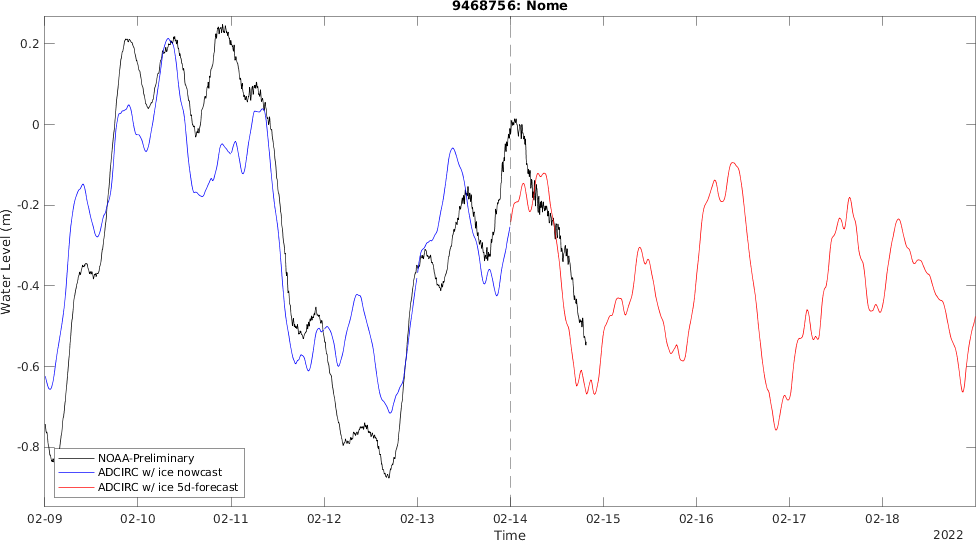 9468756: Nome
0.2
0
-0.2
-0.4
-0.6
-0.8
Water Level (m)
NOAA-Preliminary
ADCIRC w/ ice nowcast
ADCIRC w/ ice 5d-forecast
02-09 02-10 02-11 02-12 02-13 02-14 02-15 02-16 02-17 02-18
Time
2022